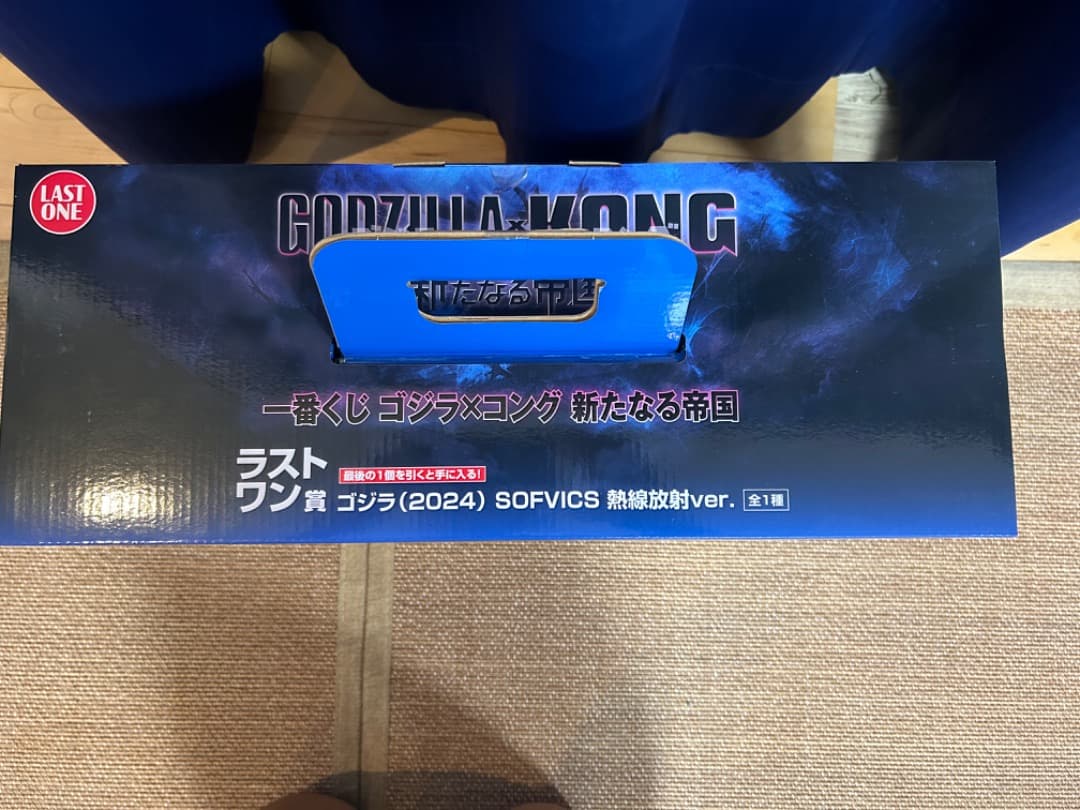 LAST
ONE
GODZILLA x KONG
新たなる帝国
一番くじ ゴジラ×コング 新たなる帝国
ラスト
ワン賞
最後の1個を引くと手に入る!
ゴジラ(2024) SOFVICS 熱線放射ver. 全1種